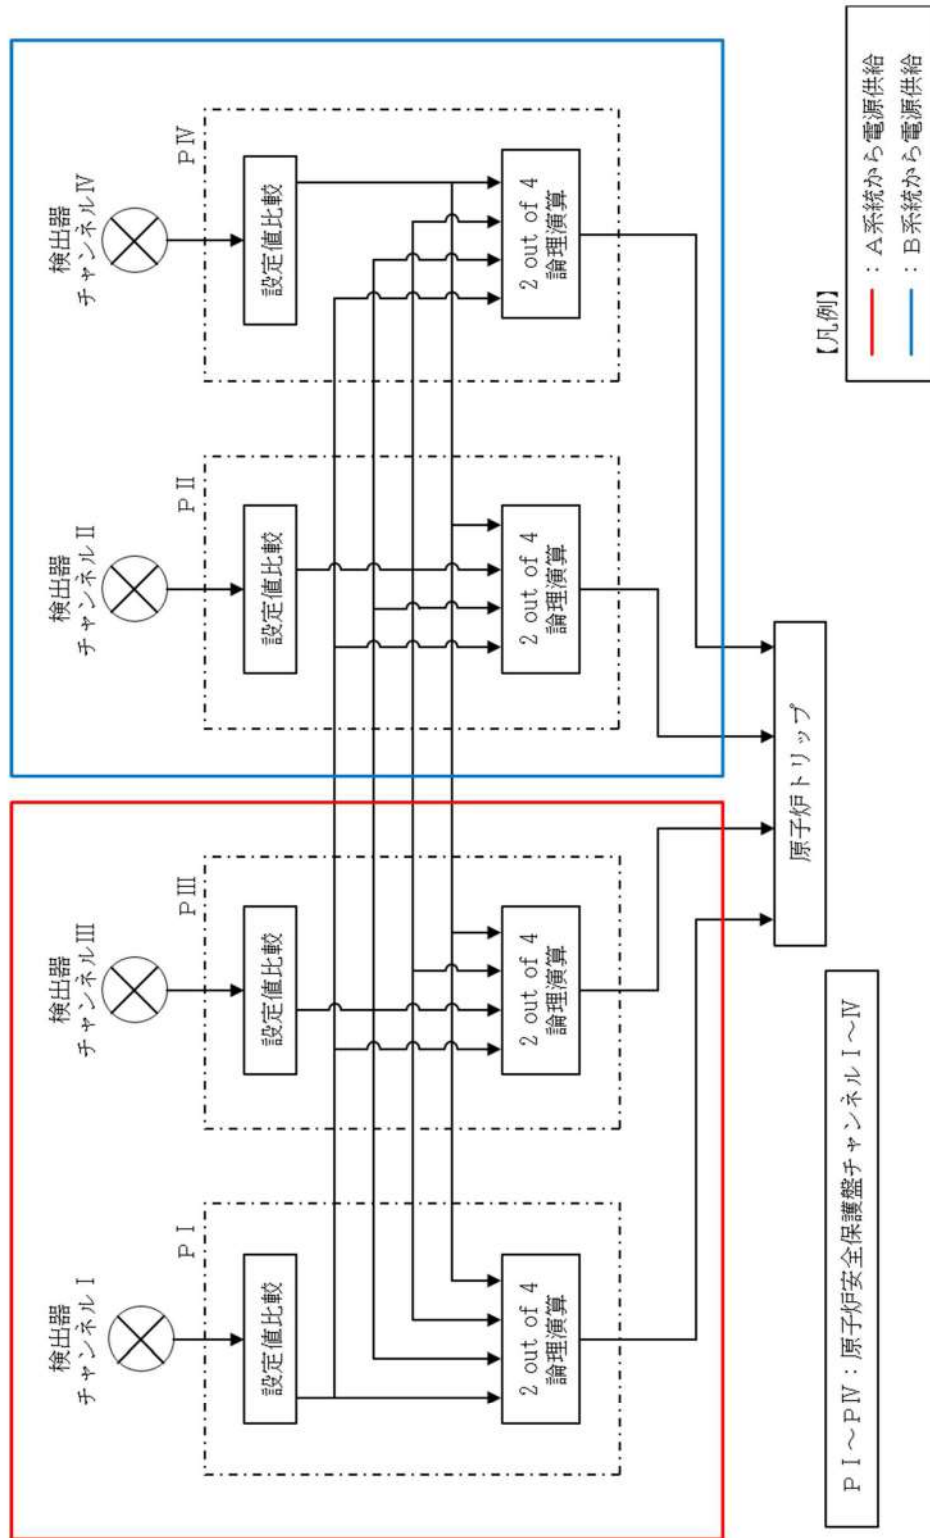 検出器
チャンネルⅠ
検出器
チャンネルⅢ
検出器
チャンネルⅡ
検出器
チャンネルⅣ
PⅠ
PⅢ
PⅡ
PⅣ
設定値比較
設定値比較
設定値比較
設定値比較
2 out of 4
論理演算
2 out of 4
論理演算
2 out of 4
論理演算
2 out of 4
論理演算
原子炉トリップ
PⅠ～PⅣ：原子炉安全保護盤チャンネルⅠ～Ⅳ
【凡例】
：A系統から電源供給
：B系統から電源供給